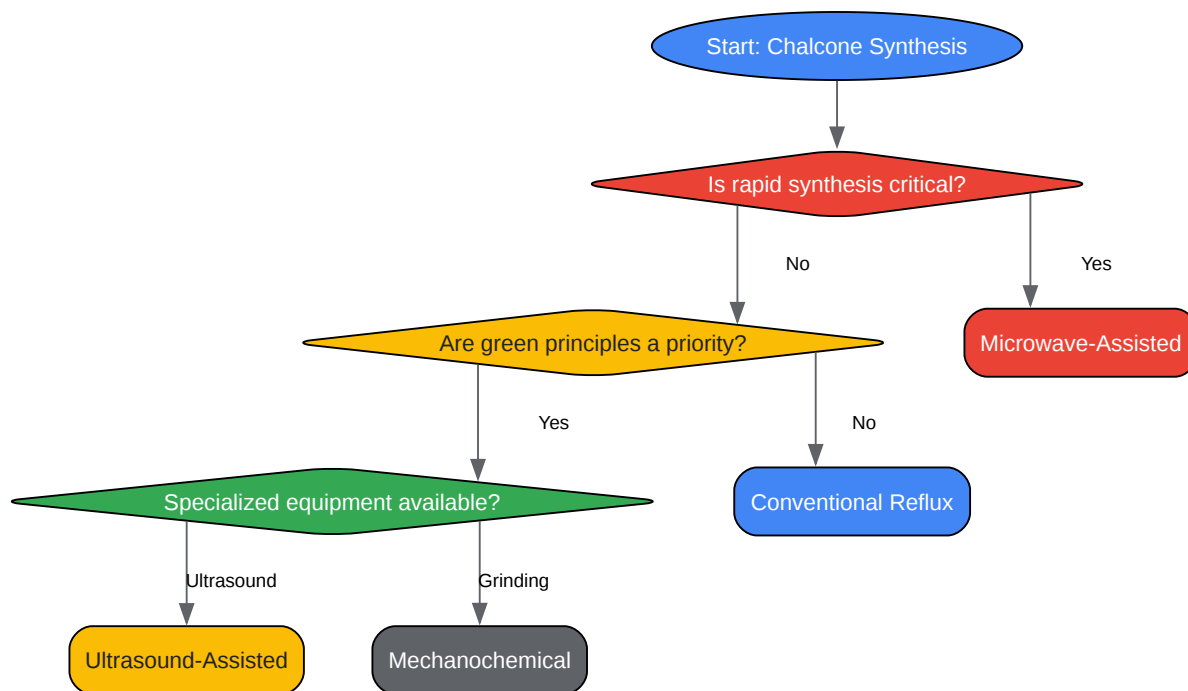 Start: Chalcone Synthesis
Is rapid synthesis critical?
No
Yes
Are green principles a priority?
Microwave-Assisted
Yes
No
Specialized equipment available?
Conventional Reflux
Ultrasound
Grinding
Ultrasound-Assisted
Mechanochemical